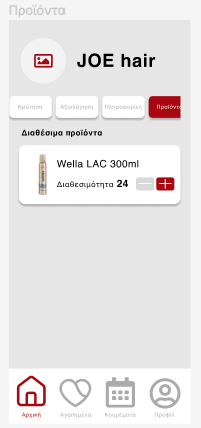 Προϊόντα
JOE hair
Κράτηση Αξιολόγηση Πληροφορίες Προϊόντα
Διαθέσιμα προϊόντα
Wella LAC 300ml
Διαθεσιμότητα 24
Αρχική Αγαπημένα Κουρέματα Προφίλ